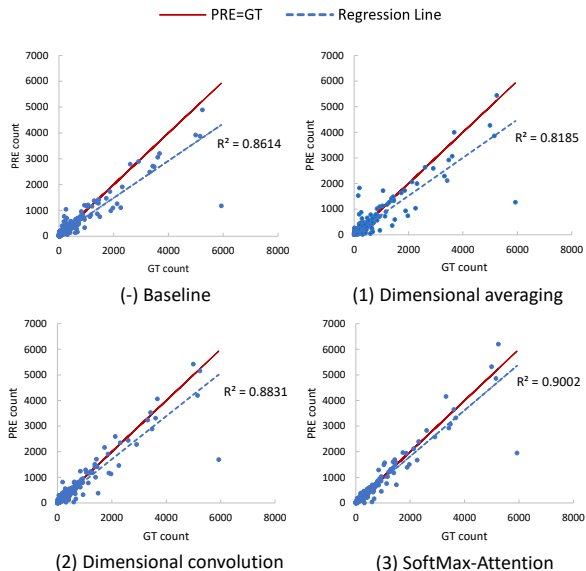 PRE=GT Regression Line
7000
6000
5000
4000
3000
2000
1000
0
PRE count
R² = 0.8614
0 2000 4000 6000 8000
GT count
(-) Baseline
7000
6000
5000
4000
3000
2000
1000
0
PRE count
R² = 0.8185
0 2000 4000 6000 8000
GT count
(1) Dimensional averaging
7000
6000
5000
4000
3000
2000
1000
0
PRE count
R² = 0.8831
0 2000 4000 6000 8000
GT count
(2) Dimensional convolution
7000
6000
5000
4000
3000
2000
1000
0
PRE count
R² = 0.9002
0 2000 4000 6000 8000
GT count
(3) SoftMax-Attention